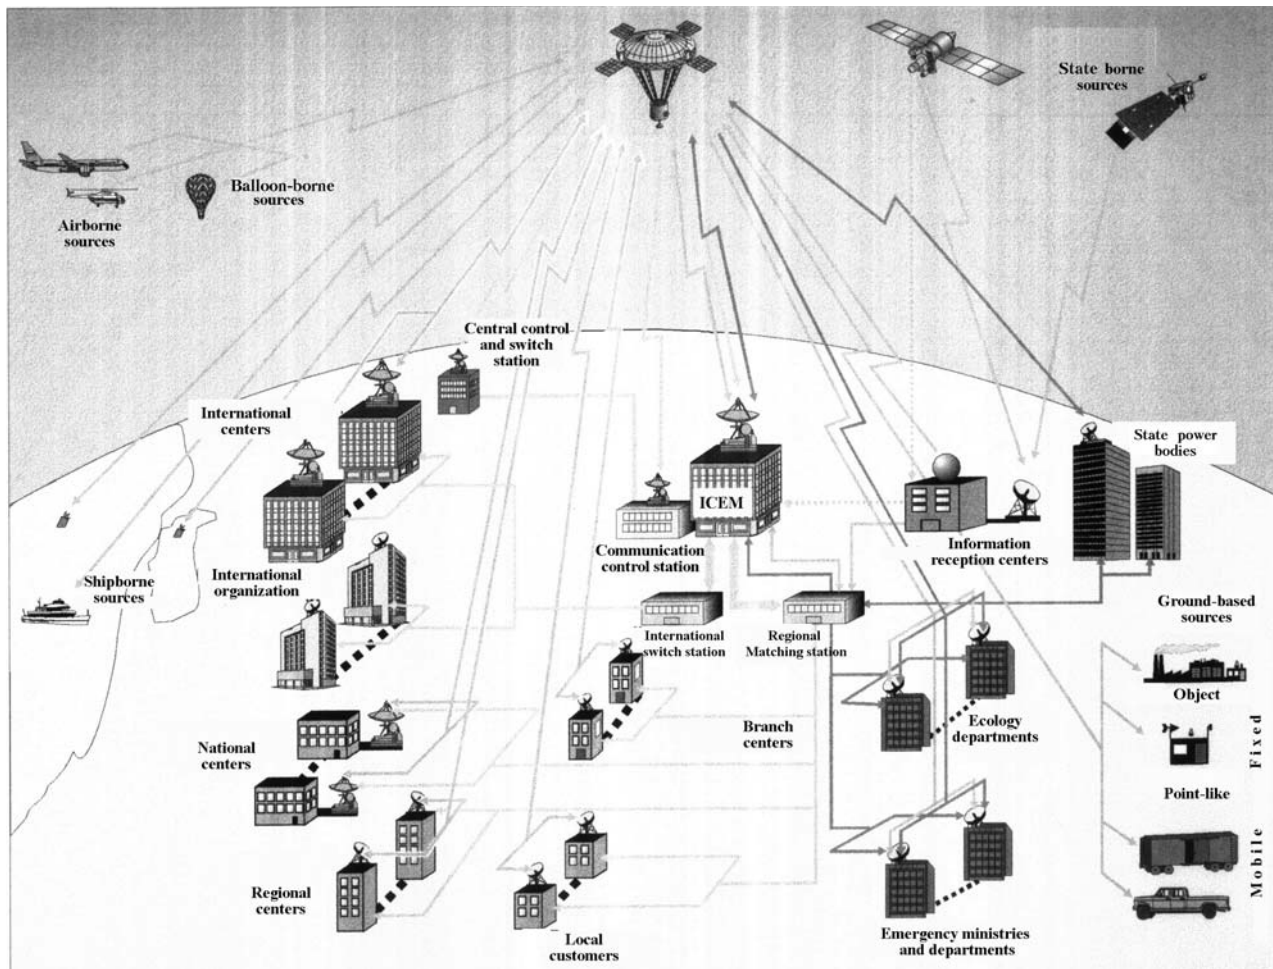 State borne
sources
Balloon-borne
sources
Airborne
sources
Central control
and switch
station
International
centers
State power
bodies
ICEM
Communication
control station
Information
reception centers
Shipborne
sources
International
organization
Ground-based
sources
International
switch station
Regional
Matching station
Object
National
centers
Branch
centers
Ecology
departments
Fixed
Point-like
Mobile
Regional
centers
Local
customers
Emergency ministries
and departments